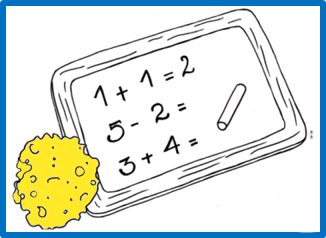 1 + 1 = 2
5 - 2 =
3 + 4 =